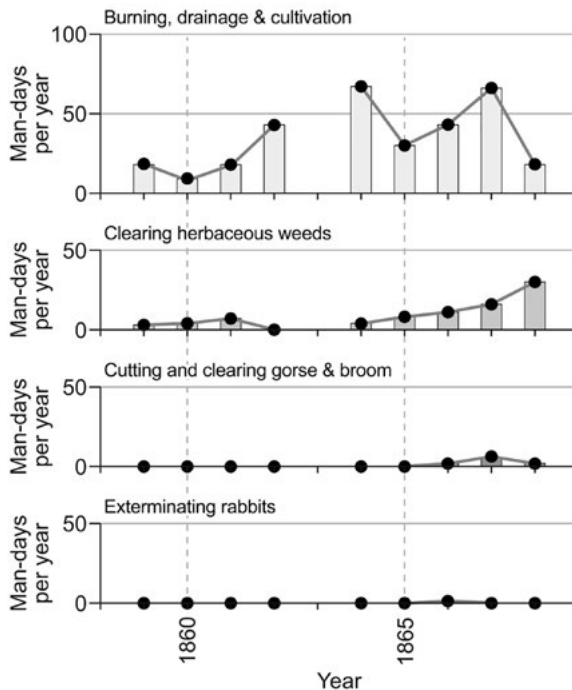 Burning, drainage & cultivation
100
50
0
Man-days
per year
Clearing herbaceous weeds
50
0
Man-days
per year
Cutting and clearing gorse & broom
50
0
Man-days
per year
Exterminating rabbits
50
0
Man-days
per year
1860
1865
Year